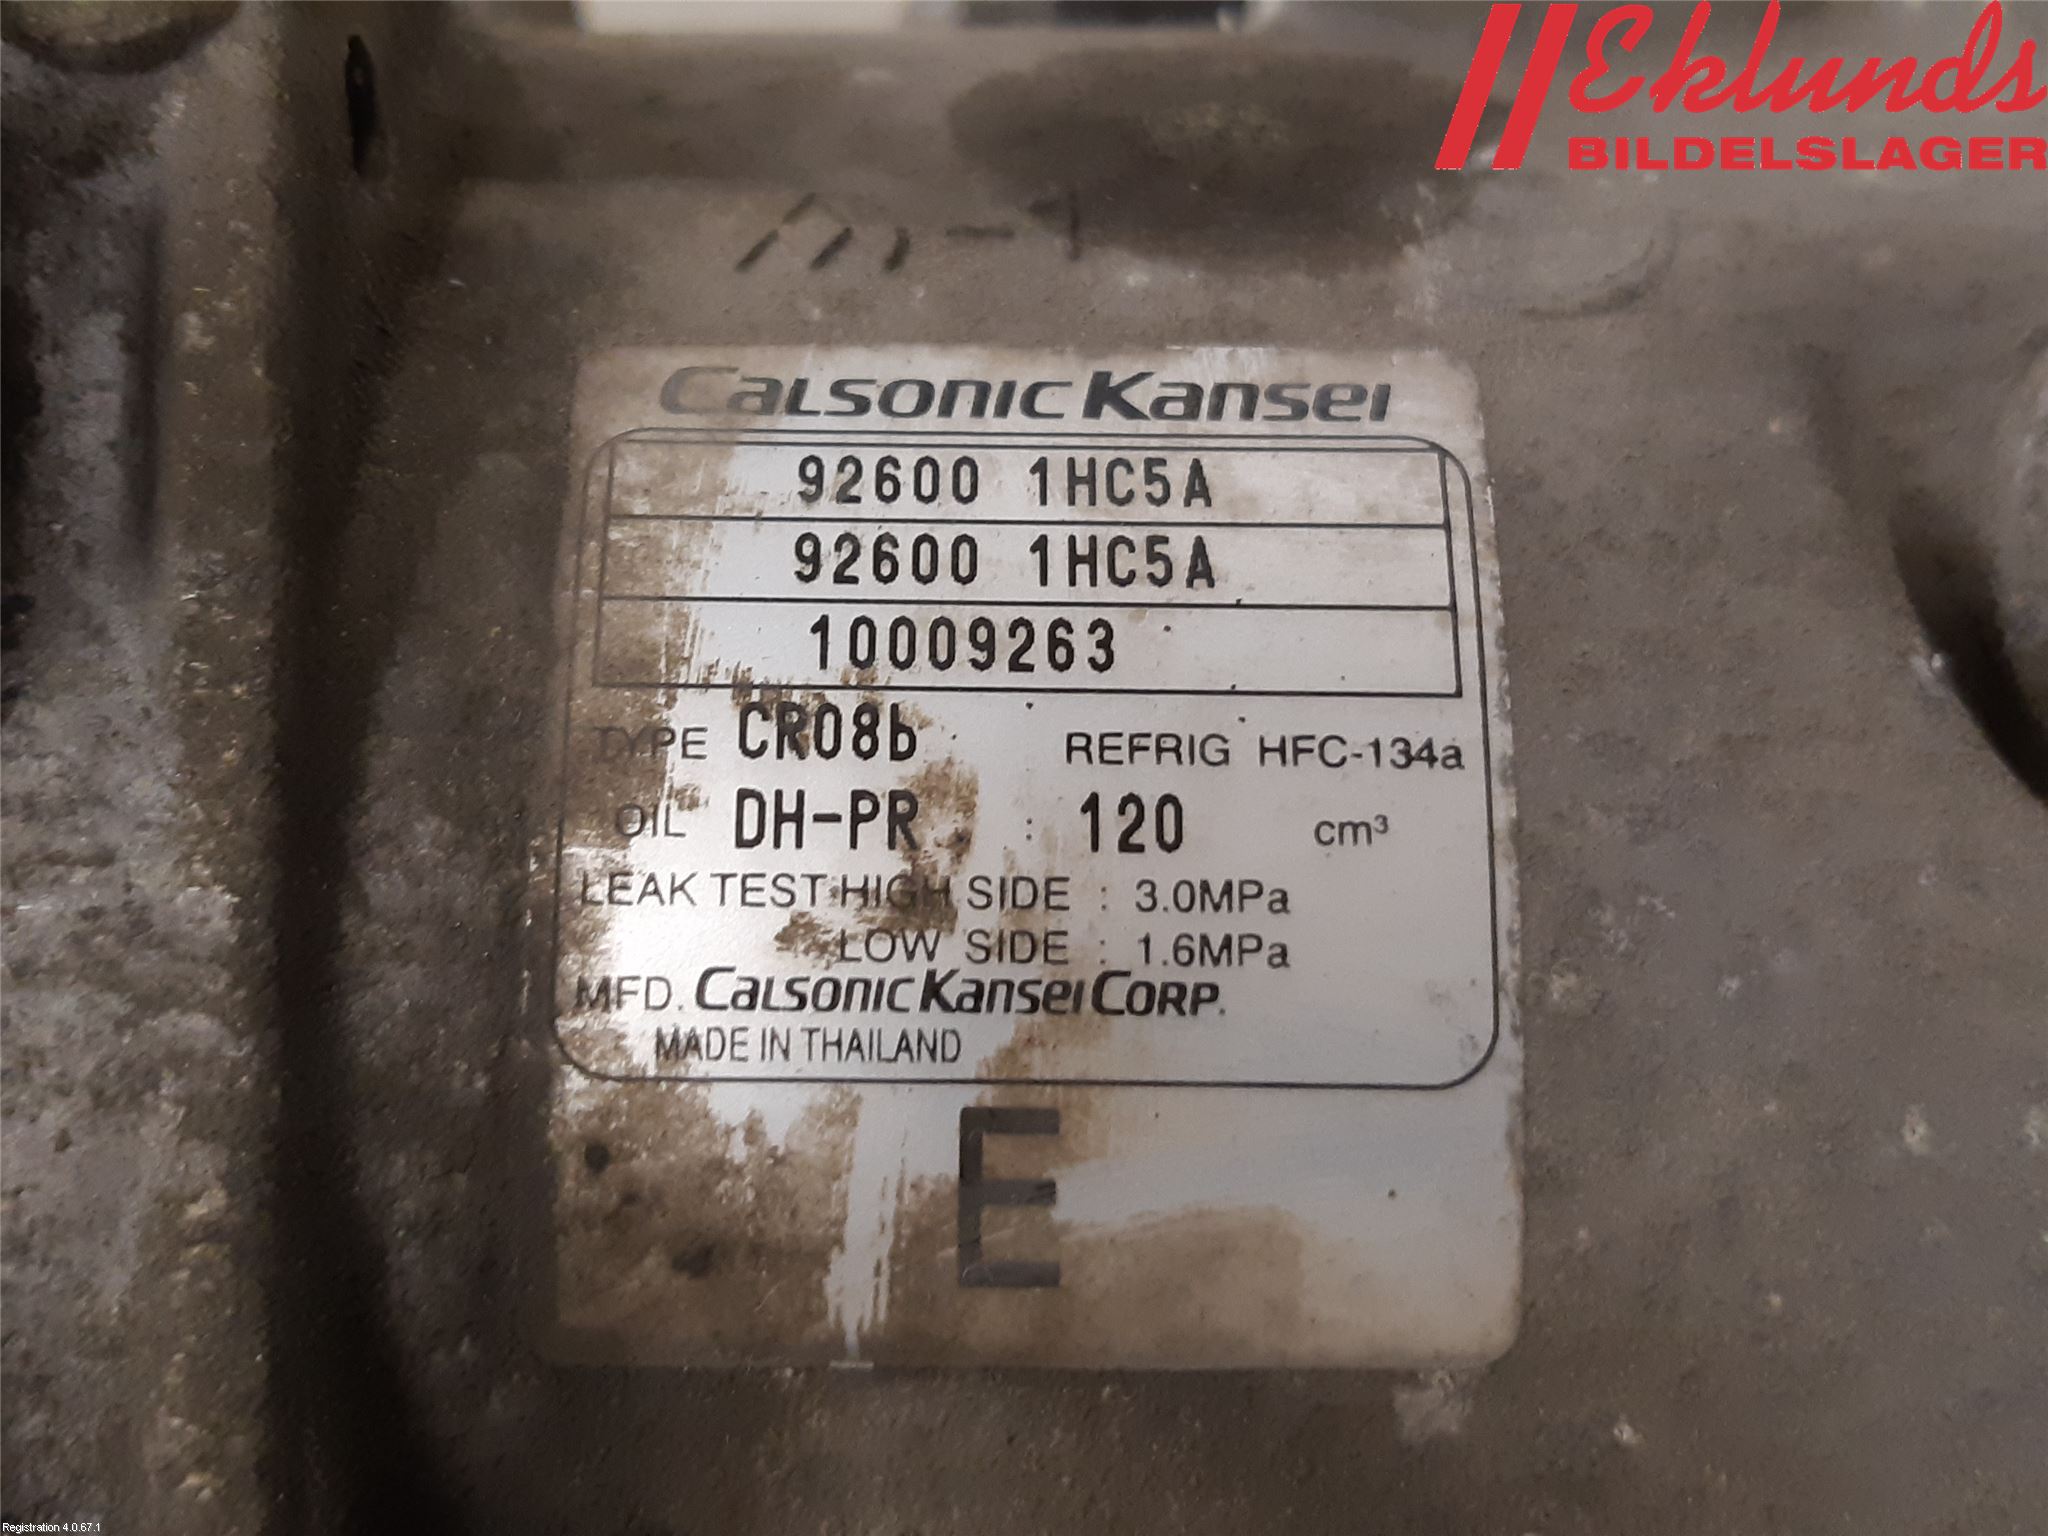 Eklunds
BILDELSLAGER
CALSONIC KANSEI
92600 1HC5A
92600 1HC5A
10009263
TYPE CR08b REFRIG HFC-134a
OIL DH-PR : 120 cm³
LEAK TEST HIGH SIDE : 3.0MPa
LOW SIDE : 1.6MPa
MFD. CALSONIC KANSEI CORP.
MADE IN THAILAND
E
Registration 4.0.67.1